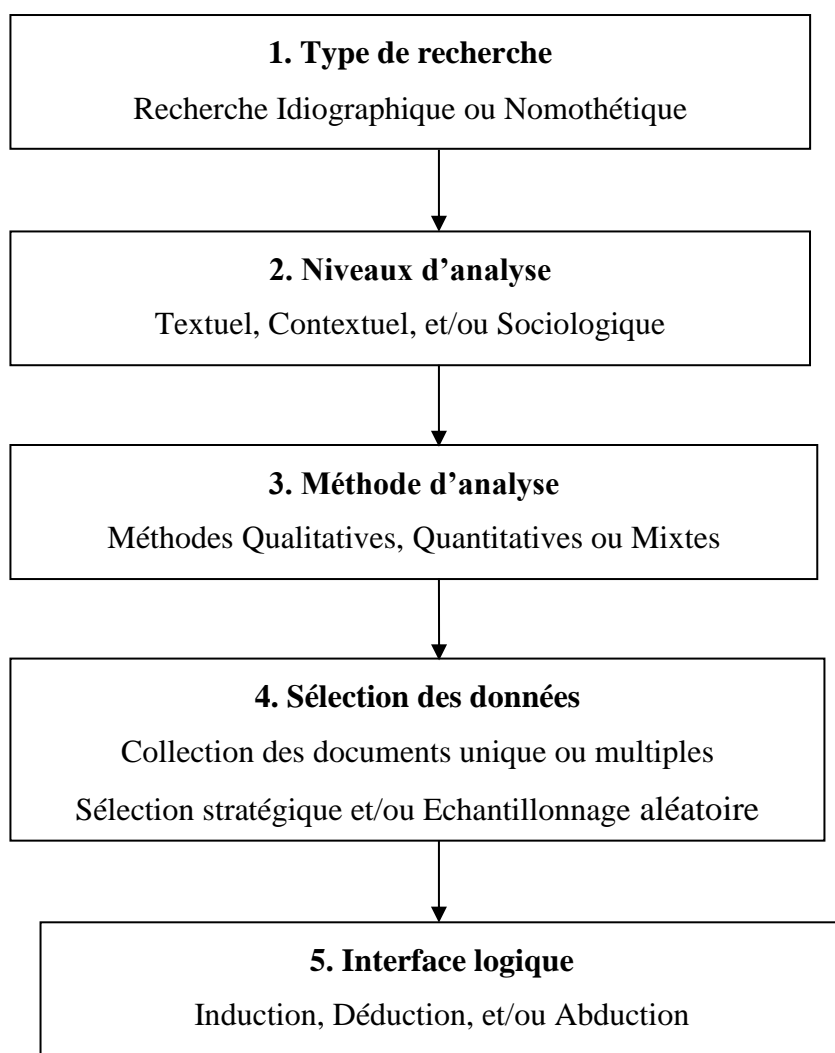 1. Type de recherche
Recherche Idiographique ou Nomothétique
2. Niveaux d’analyse
Textuel, Contextuel, et/ou Sociologique
3. Méthode d’analyse
Méthodes Qualitatives, Quantitatives ou Mixtes
4. Sélection des données
Collection des documents unique ou multiples
Sélection stratégique et/ou Echantillonnage aléatoire
5. Interface logique
Induction, Déduction, et/ou Abduction